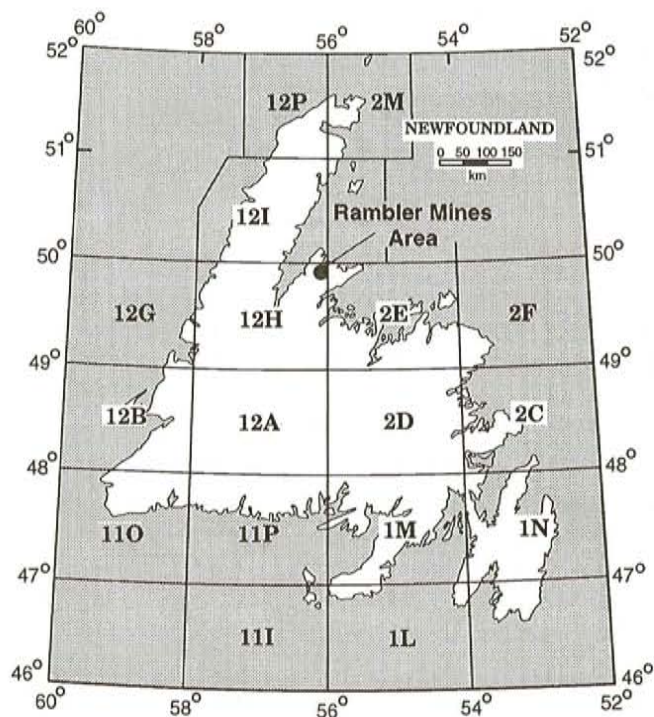 60° 58° 56° 54° 52°
52° 52°
12P 2M
NEWFOUNDLAND
0 50 100 150
km
51° 51°
12I
Rambler Mines
Area
50° 50°
12G 12H 2E 2F
49° 49°
12B 12A 2D 2C
48° 48°
11O 11P 1M 1N
47° 47°
11I 1L
46° 46°
60° 58° 56° 54° 52°